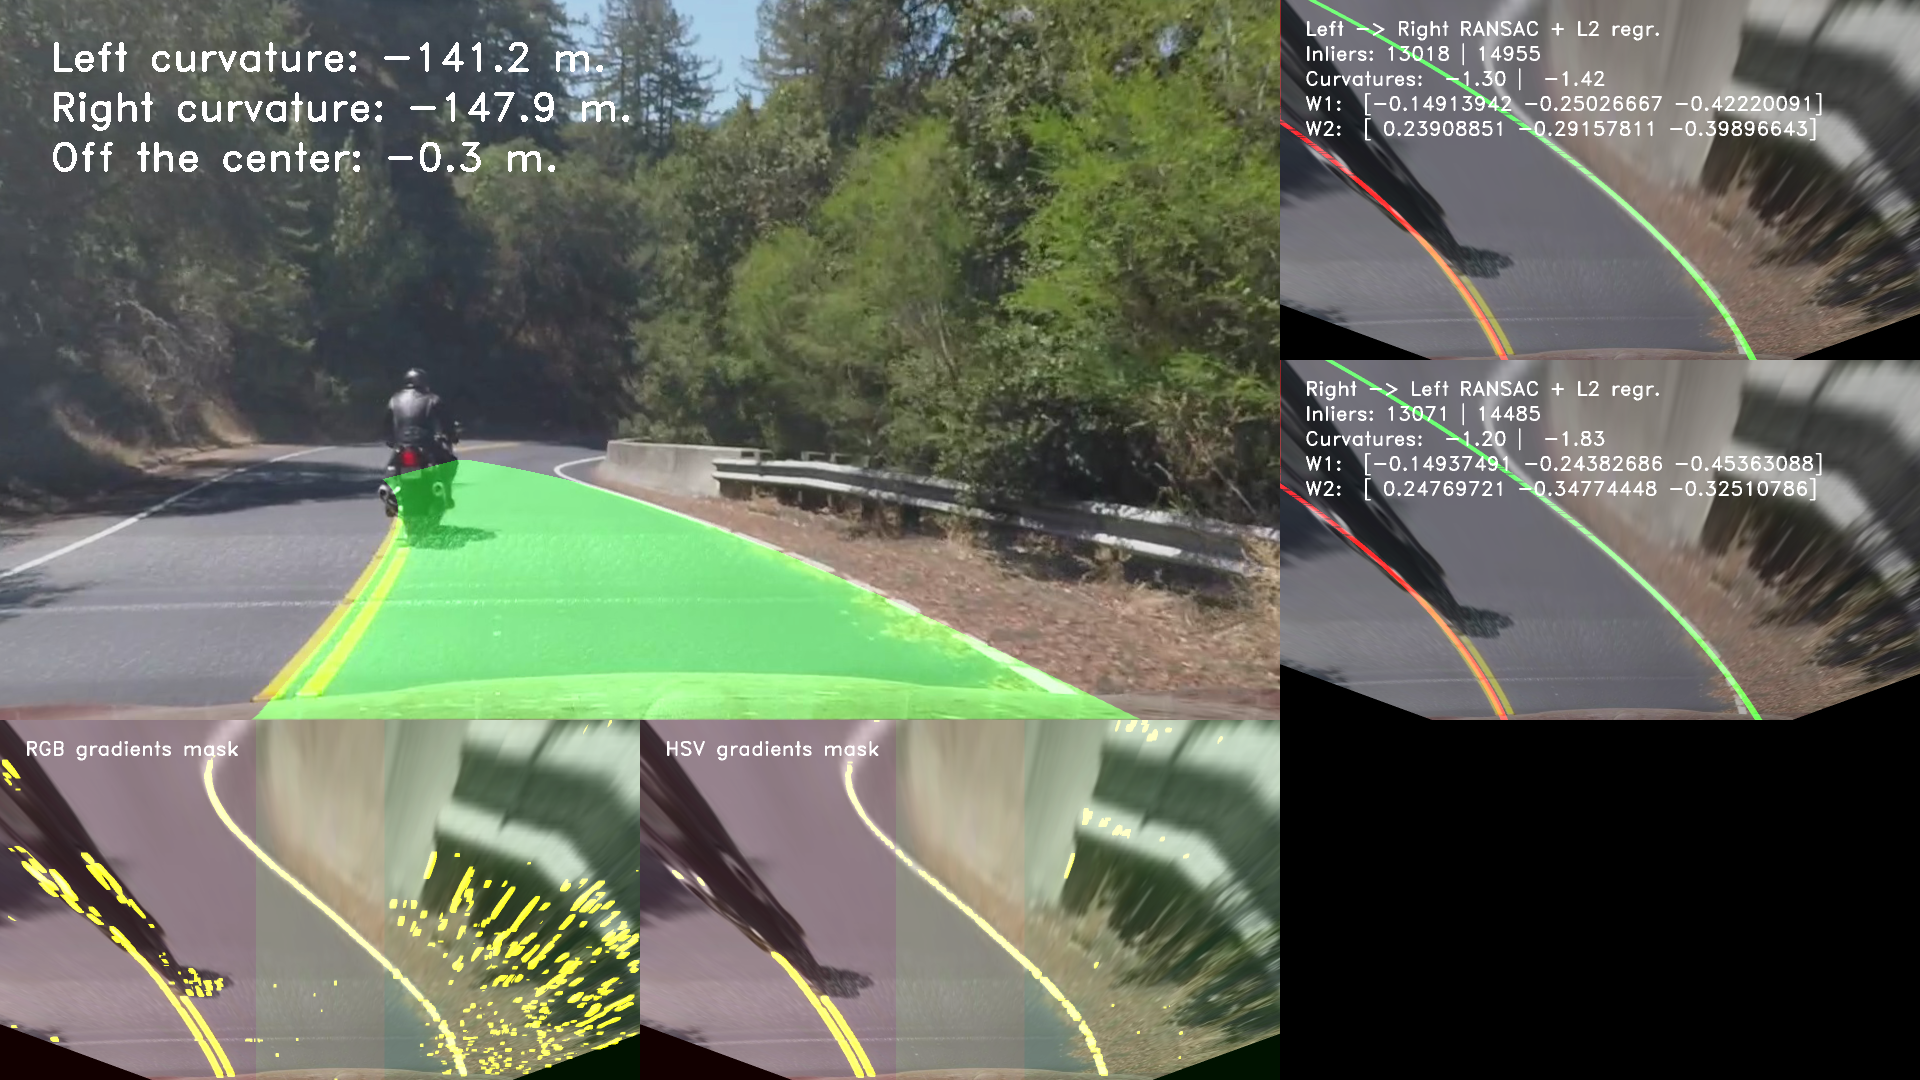 Left curvature: -141.2 m.
Right curvature: -147.9 m.
Off the center: -0.3 m.
Left -> Right RANSAC + L2 regr.
Inliers: 13018 | 14955
Curvatures: -1.30 | -1.42
W1: [-0.14913942 -0.25026667 -0.42220091]
W2: [ 0.23908851 -0.29157811 -0.39896643]
Right -> Left RANSAC + L2 regr.
Inliers: 13071 | 14485
Curvatures: -1.20 | -1.83
W1: [-0.14937491 -0.24382686 -0.45363088]
W2: [ 0.24769721 -0.34774448 -0.32510786]
RGB gradients mask
HSV gradients mask